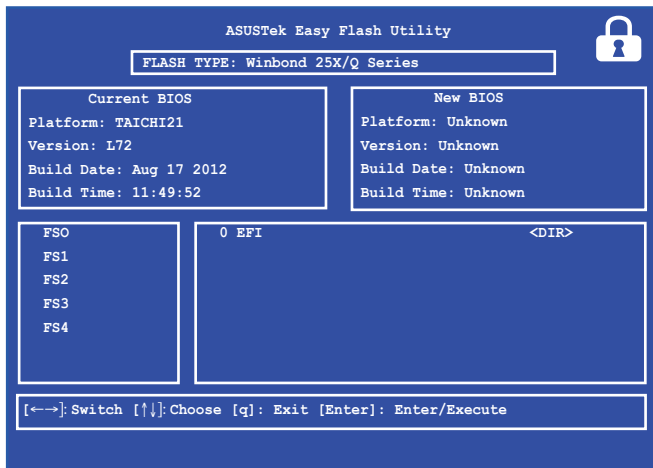 ASUSTek Easy Flash Utility
FLASH TYPE: Winbond 25X/Q Series
Current BIOS
Platform: TAICHI21
Version: L72
Build Date: Aug 17 2012
Build Time: 11:49:52
New BIOS
Platform: Unknown
Version: Unknown
Build Date: Unknown
Build Time: Unknown
FSO
FS1
FS2
FS3
FS4
0 EFI <DIR>
[←→]: Switch [↑↓]: Choose [q]: Exit [Enter]: Enter/Execute